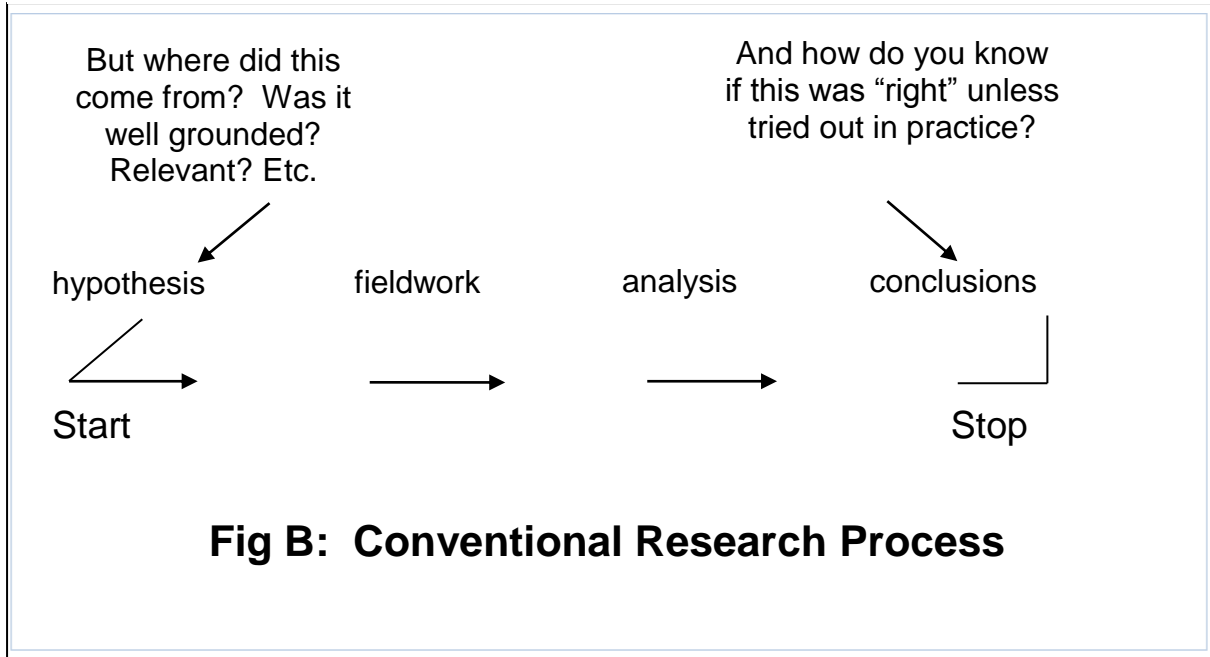 But where did this
come from?  Was it
well grounded?
Relevant? Etc.
And how do you know
if this was “right” unless
tried out in practice?
hypothesis
fieldwork
analysis
conclusions
Start
Stop
Fig B:  Conventional Research Process